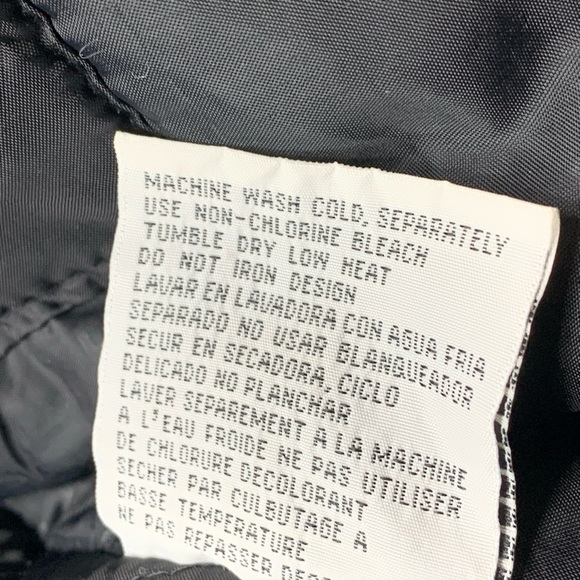 MACHINE WASH COLD, SEPARATELY
USE NON-CHLORINE BLEACH
TUMBLE DRY LOW HEAT
DO NOT IRON DESIGN
LAVAR EN LAVADORA CON AGUA FRIA
SEPARADO NO USAR BLANQUEADOR
SECUR EN SECADORA, CICLO
DELICADO NO PLANCHAR
LAVER SEPAREMENT A LA MACHINE
A L'EAU FROIDE NE PAS UTILISER
DE CHLORURE DECOLORANT
SECHER PAR CULBUTAGE A
BASSE TEMPERATURE
NE PAS REPASSER